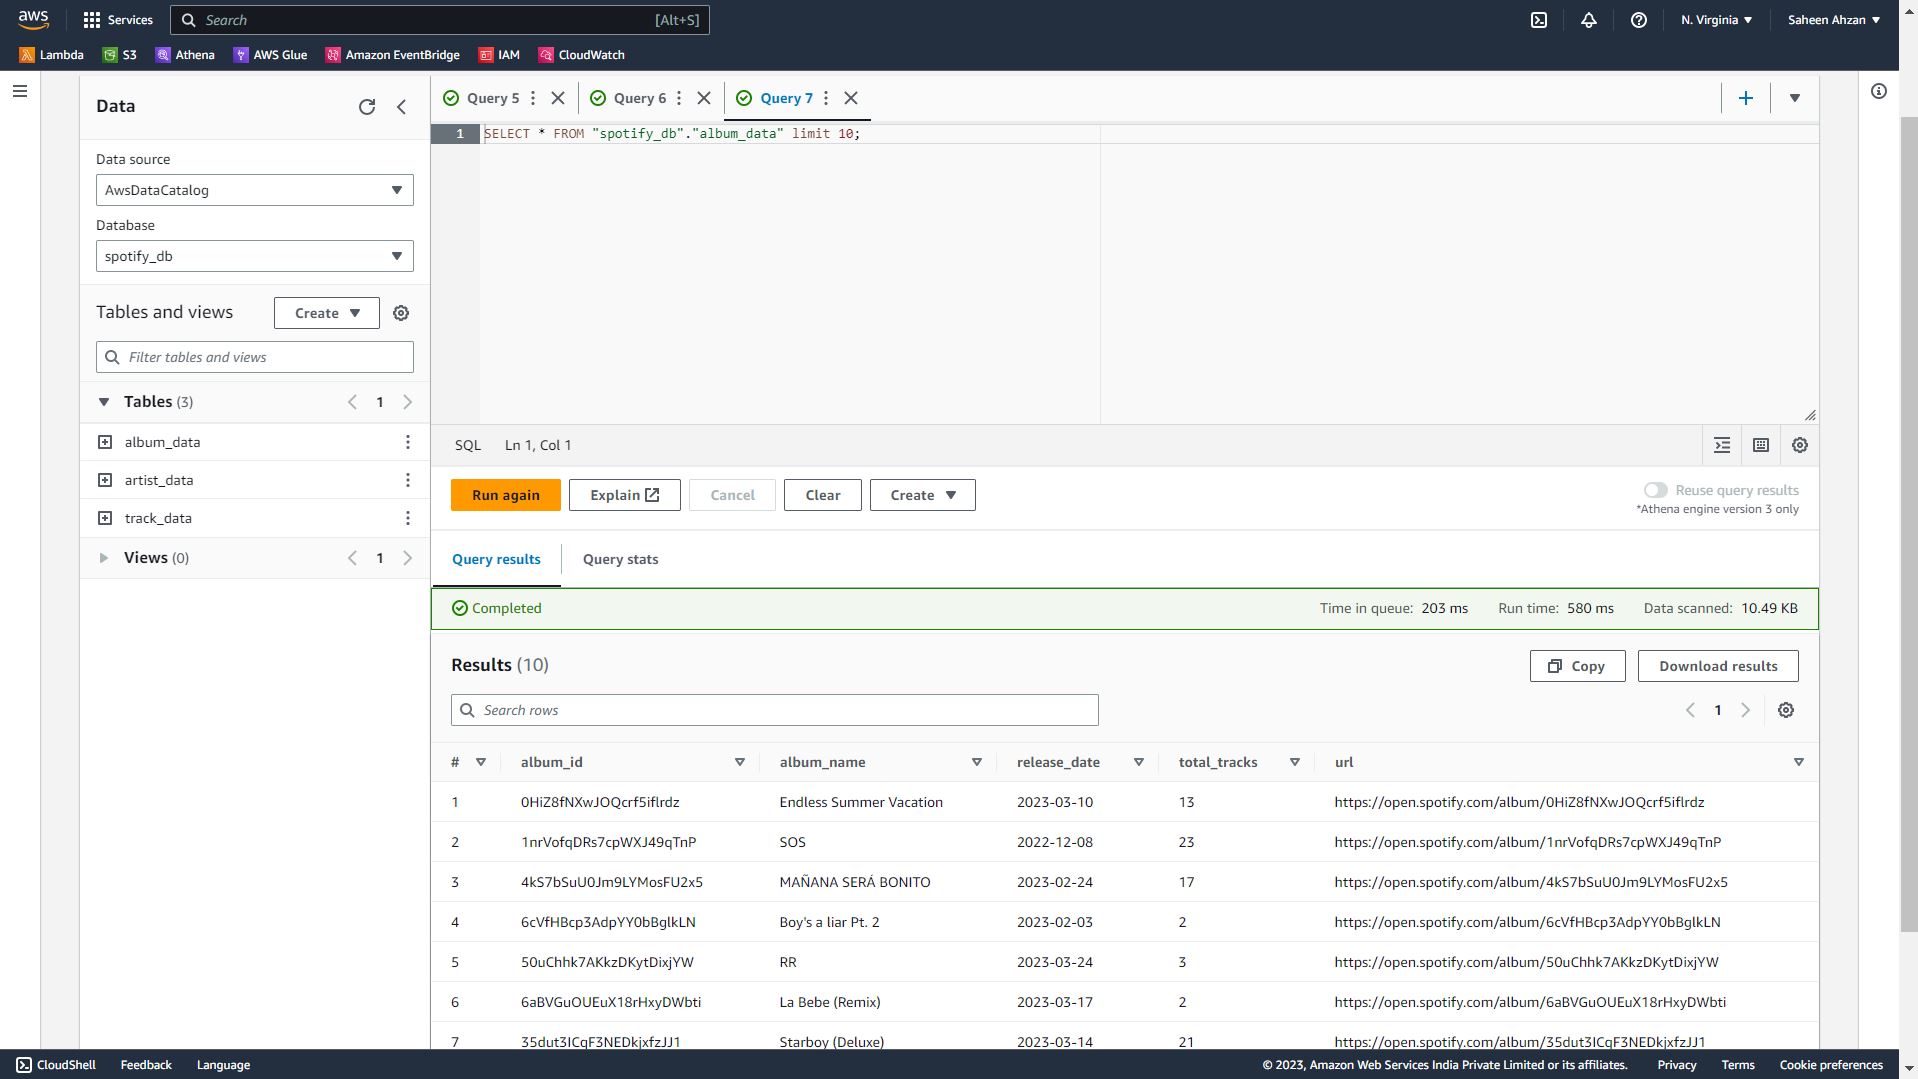 aws Services Search [Alt+S] N. Virginia Saheen Ahzan
Lambda S3 Athena AWS Glue Amazon EventBridge IAM CloudWatch
Data
Data source
AwsDataCatalog
Database
spotify_db
Tables and views Create
Filter tables and views
Tables (3) 1
album_data
artist_data
track_data
Views (0) 1
Query 5 Query 6 Query 7
1 SELECT * FROM "spotify_db"."album_data" limit 10;
SQL Ln 1, Col 1
Run again Explain Cancel Clear Create Reuse query results
*Athena engine version 3 only
Query results Query stats
Completed Time in queue: 203 ms Run time: 580 ms Data scanned: 10.49 KB
Results (10) Copy Download results
Search rows 1
# album_id album_name release_date total_tracks url
1 0HiZ8fNXwJOQcrf5iflrdz Endless Summer Vacation 2023-03-10 13 https://open.spotify.com/album/0HiZ8fNXwJOQcrf5iflrdz
2 1nrVofqDRs7cpWXJ49qTnP SOS 2022-12-08 23 https://open.spotify.com/album/1nrVofqDRs7cpWXJ49qTnP
3 4kS7bSuU0Jm9LYMosFU2x5 MAÑANA SERÁ BONITO 2023-02-24 17 https://open.spotify.com/album/4kS7bSuU0Jm9LYMosFU2x5
4 6cVfHBcp3AdpYY0bBglkLN Boy's a liar Pt. 2 2023-02-03 2 https://open.spotify.com/album/6cVfHBcp3AdpYY0bBglkLN
5 50uChhk7AKkzDKytDixjYW RR 2023-03-24 3 https://open.spotify.com/album/50uChhk7AKkzDKytDixjYW
6 6aBVGuOUEuX18rHxyDWbti La Bebe (Remix) 2023-03-17 2 https://open.spotify.com/album/6aBVGuOUEuX18rHxyDWbti
7 35dut3ICqF3NEDkjxfzJJ1 Starboy (Deluxe) 2023-03-14 21 https://open.spotify.com/album/35dut3ICqF3NEDkjxfzJJ1
CloudShell Feedback Language © 2023, Amazon Web Services India Private Limited or its affiliates. Privacy Terms Cookie preferences